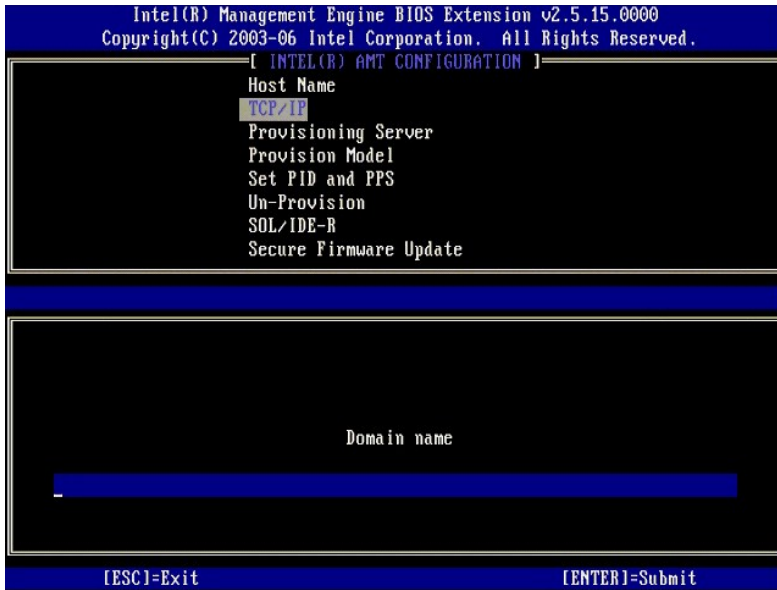 Intel(R) Management Engine BIOS Extension v2.5.15.0000
Copyright(C) 2003-06 Intel Corporation. All Rights Reserved.
[ INTEL(R) AMT CONFIGURATION ]
Host Name
TCP/IP
Provisioning Server
Provision Model
Set PID and PPS
Un-Provision
SOL/IDE-R
Secure Firmware Update
Domain name
[ESC]=Exit [ENTER]=Submit